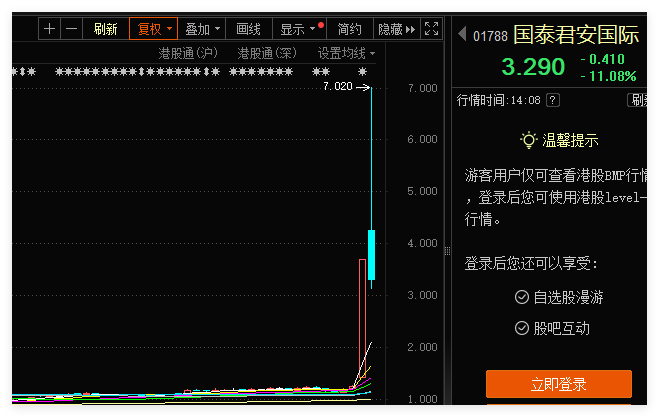 刷新 复权 叠加 画线 显示 简约 隐藏
港股通(沪) 港股通(深) 设置均线
7.020
7.000
6.000
5.000
4.000
3.000
2.000
1.000
01788 国泰君安国际
3.290 - 0.410
- 11.08%
行情时间:14:08 ? 刷新
温馨提示
游客用户仅可查看港股BMP行情
，登录后您可使用港股level一
行情。
登录后您还可以享受:
自选股漫游
股吧互动
立即登录